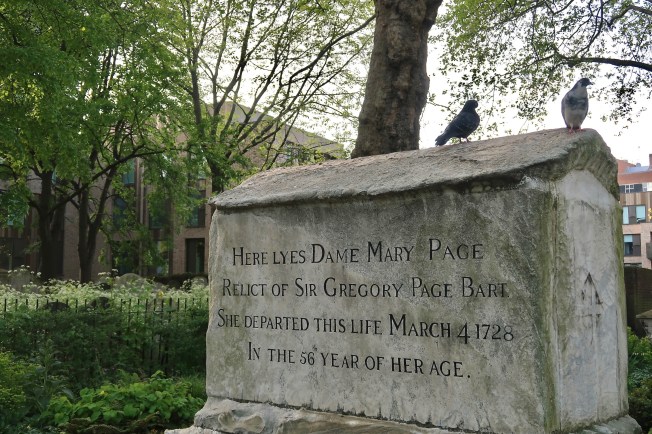 HERE LYES DAME MARY PAGE
RELICT OF SIR GREGORY PAGE BART.
SHE DEPARTED THIS LIFE MARCH 4 1728
IN THE 56 YEAR OF HER AGE.